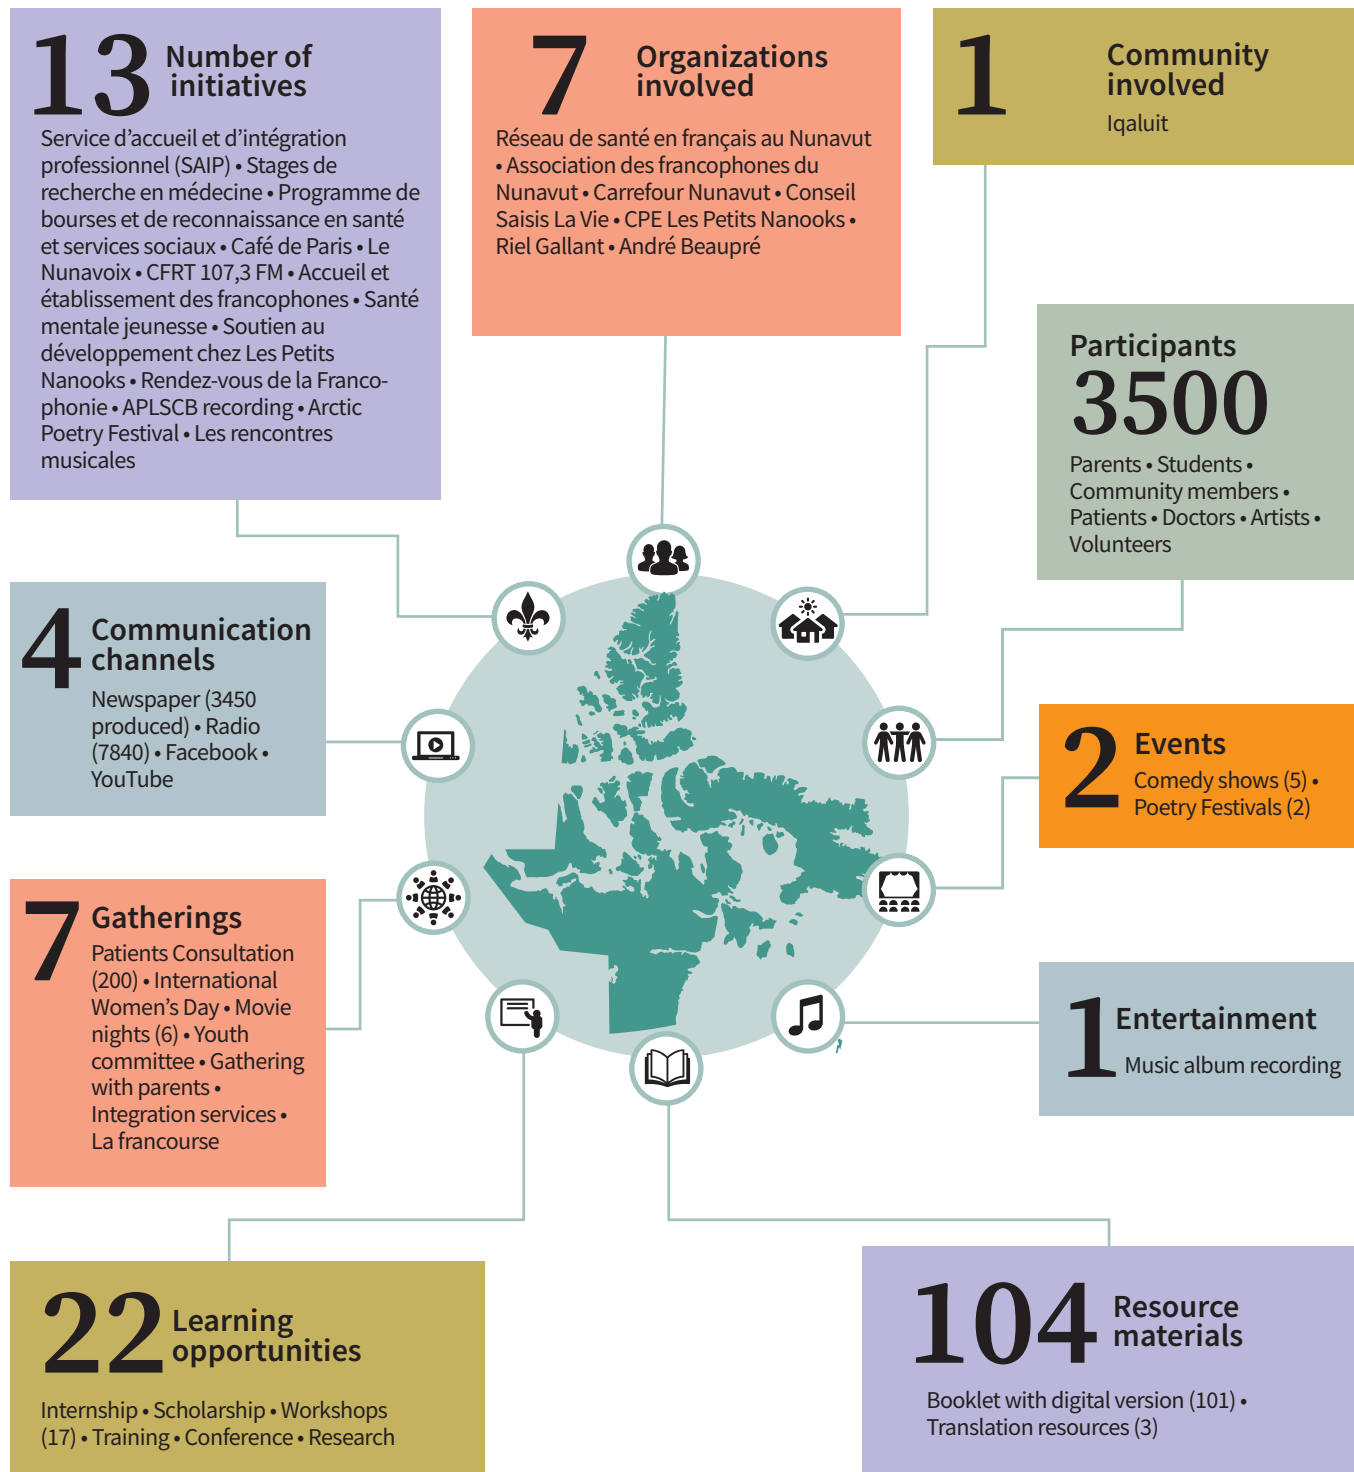 13 Number of
initiatives
Service d’accueil et d’intégration
professionnel (SAIP) • Stages de
recherche en médecine • Programme de
bourses et de reconnaissance en santé
et services sociaux • Café de Paris • Le
Nunavoix • CFRT 107,3 FM • Accueil et
établissement des francophones • Santé
mentale jeunesse • Soutien au
développement chez Les Petits
Nanooks • Rendez-vous de la Franco-
phonie • APLSCB recording • Arctic
Poetry Festival • Les rencontres
musicales
7 Organizations
involved
Réseau de santé en français au Nunavut
• Association des francophones du
Nunavut • Carrefour Nunavut • Conseil
Saisis La Vie • CPE Les Petits Nanooks •
Riel Gallant • André Beaupré
1 Community
involved
Iqaluit
Participants
3500
Parents • Students •
Community members •
Patients • Doctors • Artists •
Volunteers
4 Communication
channels
Newspaper (3450
produced) • Radio
(7840) • Facebook •
YouTube
2 Events
Comedy shows (5) •
Poetry Festivals (2)
7 Gatherings
Patients Consultation
(200) • International
Women’s Day • Movie
nights (6) • Youth
committee • Gathering
with parents •
Integration services •
La francourse
1 Entertainment
Music album recording
22 Learning
opportunities
Internship • Scholarship • Workshops
(17) • Training • Conference • Research
104 Resource
materials
Booklet with digital version (101) •
Translation resources (3)